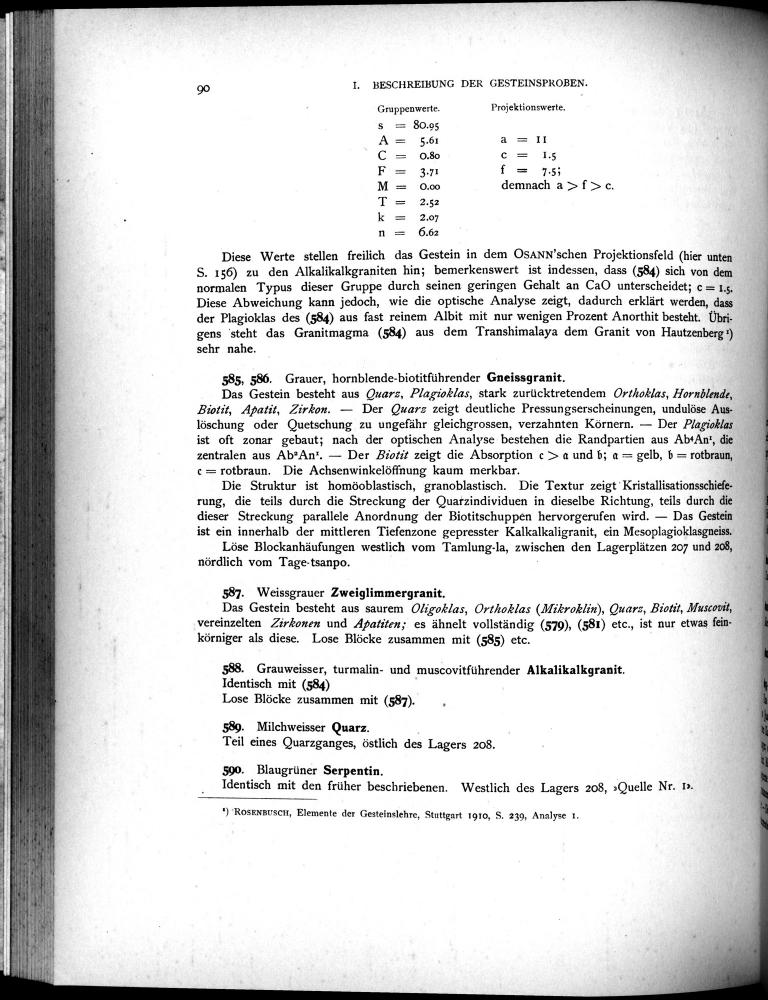 90 I. BESCHREIBUNG DER GESTEINSPROBEN.
Gruppenwerte. Projektionswerte.
s = 80.95
A = 5.61 a = 11
C = 0.80 c = 1.5
F = 3.71 f = 7.5;
M = 0.00 demnach a > f > c.
T = 2.52
k = 2.07
n = 6.62
Diese Werte stellen freilich das Gestein in dem OSANN'schen Projektionsfeld (hier unten
S. 156) zu den Alkalikalkgraniten hin; bemerkenswert ist indessen, dass (584) sich von dem
normalen Typus dieser Gruppe durch seinen geringen Gehalt an CaO unterscheidet; c = 1.5.
Diese Abweichung kann jedoch, wie die optische Analyse zeigt, dadurch erklärt werden, dass
der Plagioklas des (584) aus fast reinem Albit mit nur wenigen Prozent Anorthit besteht. Übri-
gens steht das Granitmagma (584) aus dem Transhimalaya dem Granit von Hautzenberg¹)
sehr nahe.
585, 586. Grauer, hornblende-biotitführender Gneissgranit.
Das Gestein besteht aus Quarz, Plagioklas, stark zurücktretendem Orthoklas, Hornblende,
Biotit, Apatit, Zirkon. — Der Quarz zeigt deutliche Pressungserscheinungen, undulöse Aus-
löschung oder Quetschung zu ungefähr gleichgrossen, verzahnten Körnern. — Der Plagioklas
ist oft zonar gebaut; nach der optischen Analyse bestehen die Randpartien aus Ab⁴An¹, die
zentralen aus Ab²An¹. — Der Biotit zeigt die Absorption c > a und b; a = gelb, b = rotbraun,
c = rotbraun. Die Achsenwinkelöffnung kaum merkbar.
Die Struktur ist homöoblastisch, granoblastisch. Die Textur zeigt Kristallisationsschiefe-
rung, die teils durch die Streckung der Quarzindividuen in dieselbe Richtung, teils durch die
dieser Streckung parallele Anordnung der Biotitschuppen hervorgerufen wird. — Das Gestein
ist ein innerhalb der mittleren Tiefenzone gepresster Kalkalkaligranit, ein Mesoplagioklasgneiss.
Löse Blockanhäufungen westlich vom Tamlung-la, zwischen den Lagerplätzen 207 und 208,
nördlich vom Tage-tsanpo.
587. Weissgrauer Zweiglimmergranit.
Das Gestein besteht aus saurem Oligoklas, Orthoklas (Mikroklin), Quarz, Biotit, Muscovit,
vereinzelten Zirkonen und Apatiten; es ähnelt vollständig (579), (581) etc., ist nur etwas fein-
körniger als diese. Lose Blöcke zusammen mit (585) etc.
588. Grauweisser, turmalin- und muscovitführender Alkalikalkgranit.
Identisch mit (584)
Lose Blöcke zusammen mit (587).
589. Milchweisser Quarz.
Teil eines Quarzganges, östlich des Lagers 208.
590. Blaugrüner Serpentin.
Identisch mit den früher beschriebenen. Westlich des Lagers 208, »Quelle Nr. 1».
¹) ROSENBUSCH, Elemente der Gesteinslehre, Stuttgart 1910, S. 239, Analyse 1.